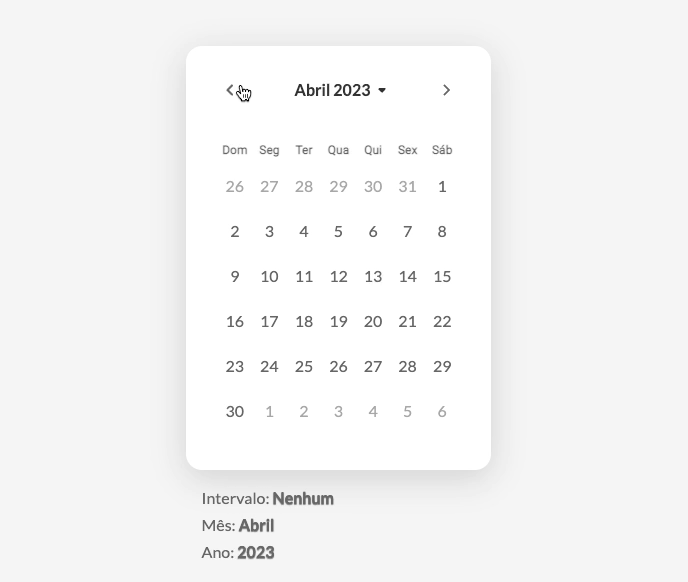 Abril 2023
Dom Seg Ter Qua Qui Sex Sáb
26 27 28 29 30 31 1
2 3 4 5 6 7 8
9 10 11 12 13 14 15
16 17 18 19 20 21 22
23 24 25 26 27 28 29
30 1 2 3 4 5 6
Intervalo: Nenhum
Mês: Abril
Ano: 2023